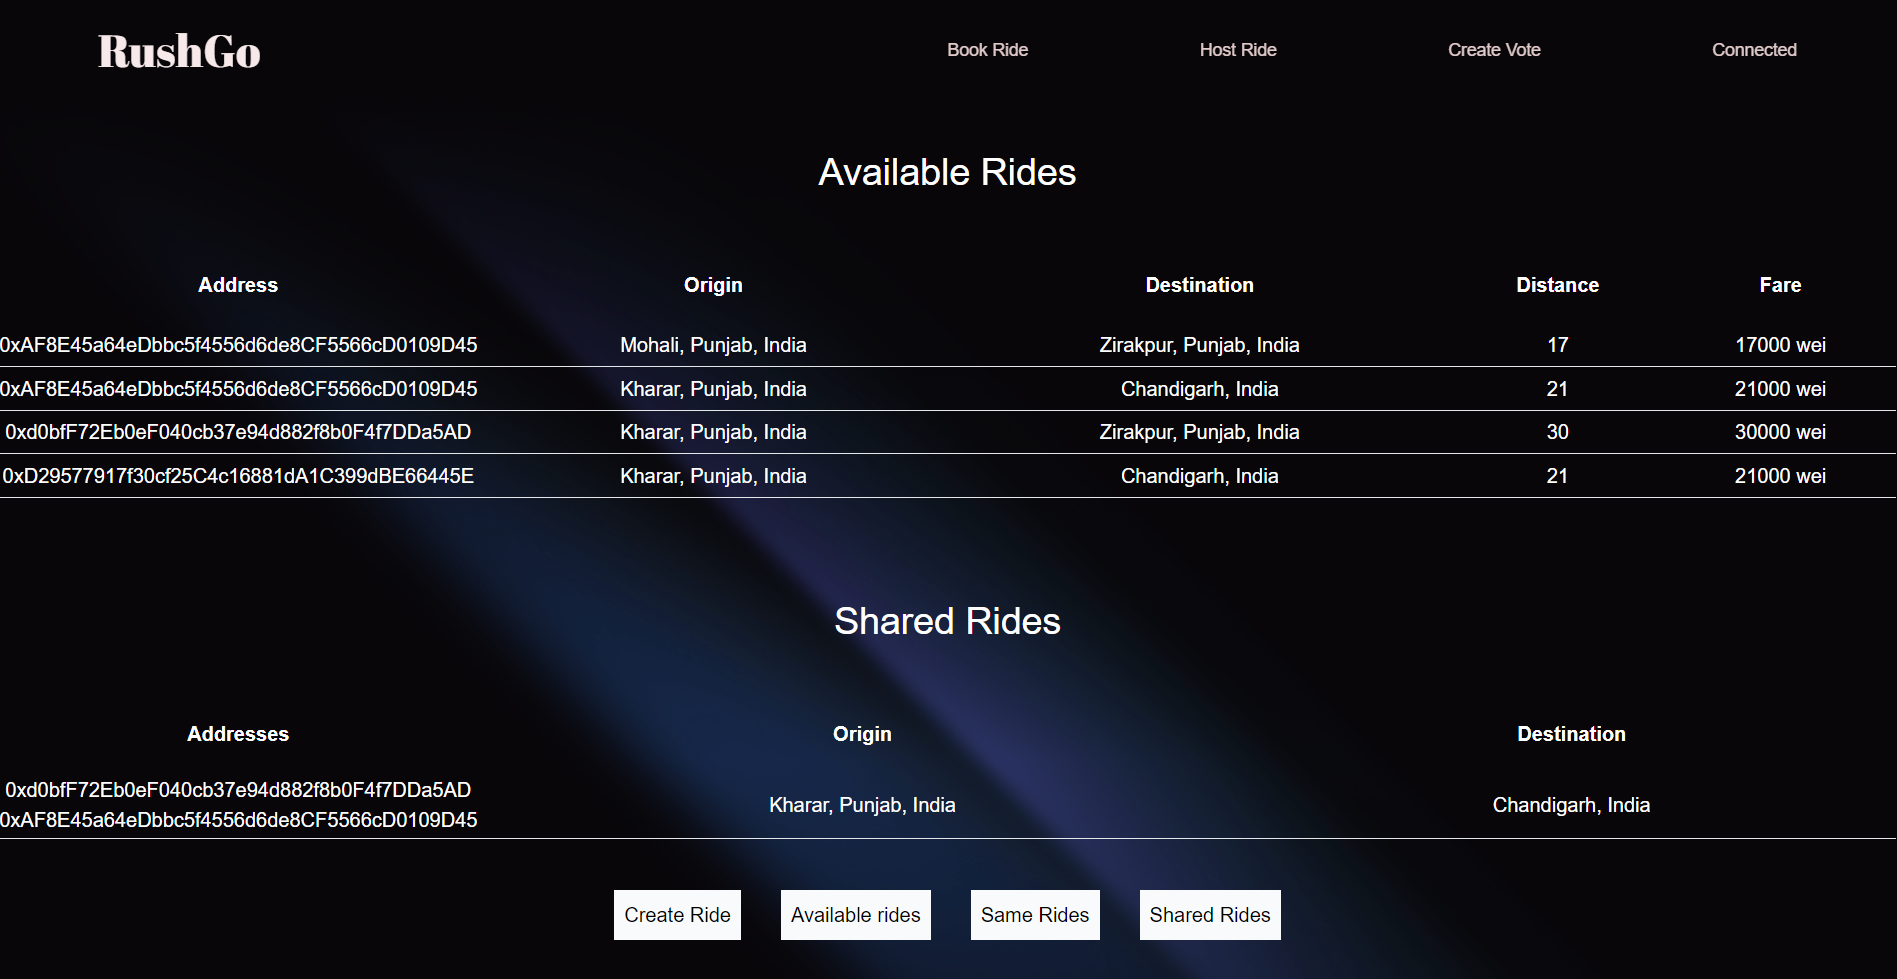 RushGo Book Ride Host Ride Create Vote Connected
Available Rides
Address Origin Destination Distance Fare
0xAF8E45a64eDbbc5f4556d6de8CF5566cD0109D45 Mohali, Punjab, India Zirakpur, Punjab, India 17 17000 wei
0xAF8E45a64eDbbc5f4556d6de8CF5566cD0109D45 Kharar, Punjab, India Chandigarh, India 21 21000 wei
0xd0bfF72Eb0eF040cb37e94d882f8b0F4f7DDa5AD Kharar, Punjab, India Zirakpur, Punjab, India 30 30000 wei
0xD29577917f30cf25C4c16881dA1C399dBE66445E Kharar, Punjab, India Chandigarh, India 21 21000 wei
Shared Rides
Addresses Origin Destination
0xd0bfF72Eb0eF040cb37e94d882f8b0F4f7DDa5AD
0xAF8E45a64eDbbc5f4556d6de8CF5566cD0109D45
Kharar, Punjab, India Chandigarh, India
Create Ride Available rides Same Rides Shared Rides